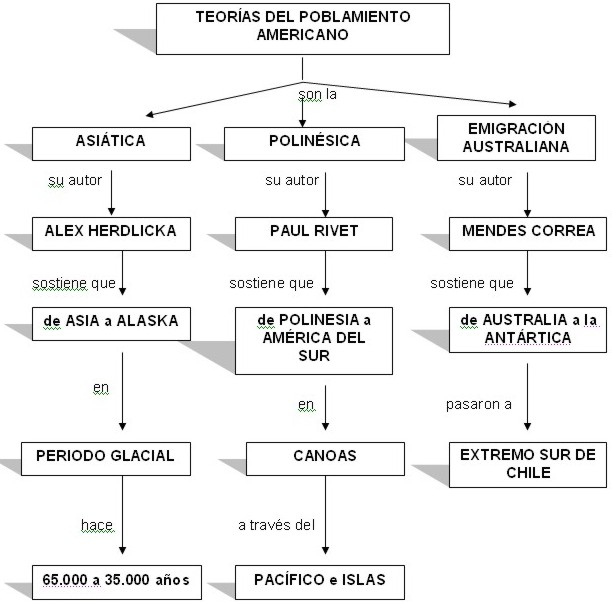 TEORÍAS DEL POBLAMIENTO
AMERICANO
son la
ASIÁTICA
POLINÉSICA
EMIGRACIÓN
AUSTRALIANA
su autor
su autor
su autor
ALEX HERDLICKA
PAUL RIVET
MENDES CORREA
sostiene que
sostiene que
sostiene que
de ASIA a ALASKA
de POLINESIA a
AMÉRICA DEL
SUR
de AUSTRALIA a la
ANTÁRTICA
en
en
pasaron a
PERIODO GLACIAL
CANOAS
EXTREMO SUR DE
CHILE
hace
a través del
65.000 a 35.000 años
PACÍFICO e ISLAS